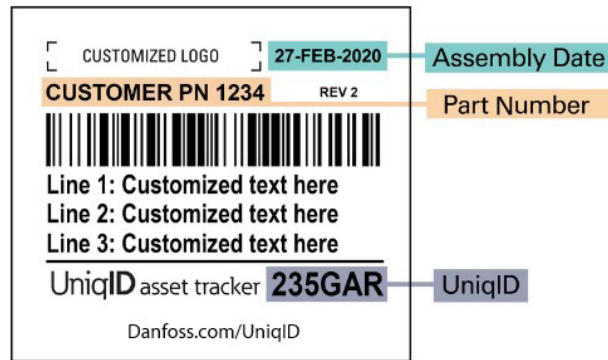 CUSTOMIZED LOGO 27-FEB-2020 Assembly Date
CUSTOMER PN 1234 REV 2 Part Number
Line 1: Customized text here
Line 2: Customized text here
Line 3: Customized text here
UniqID asset tracker 235GAR UniqID
Danfoss.com/UniqID